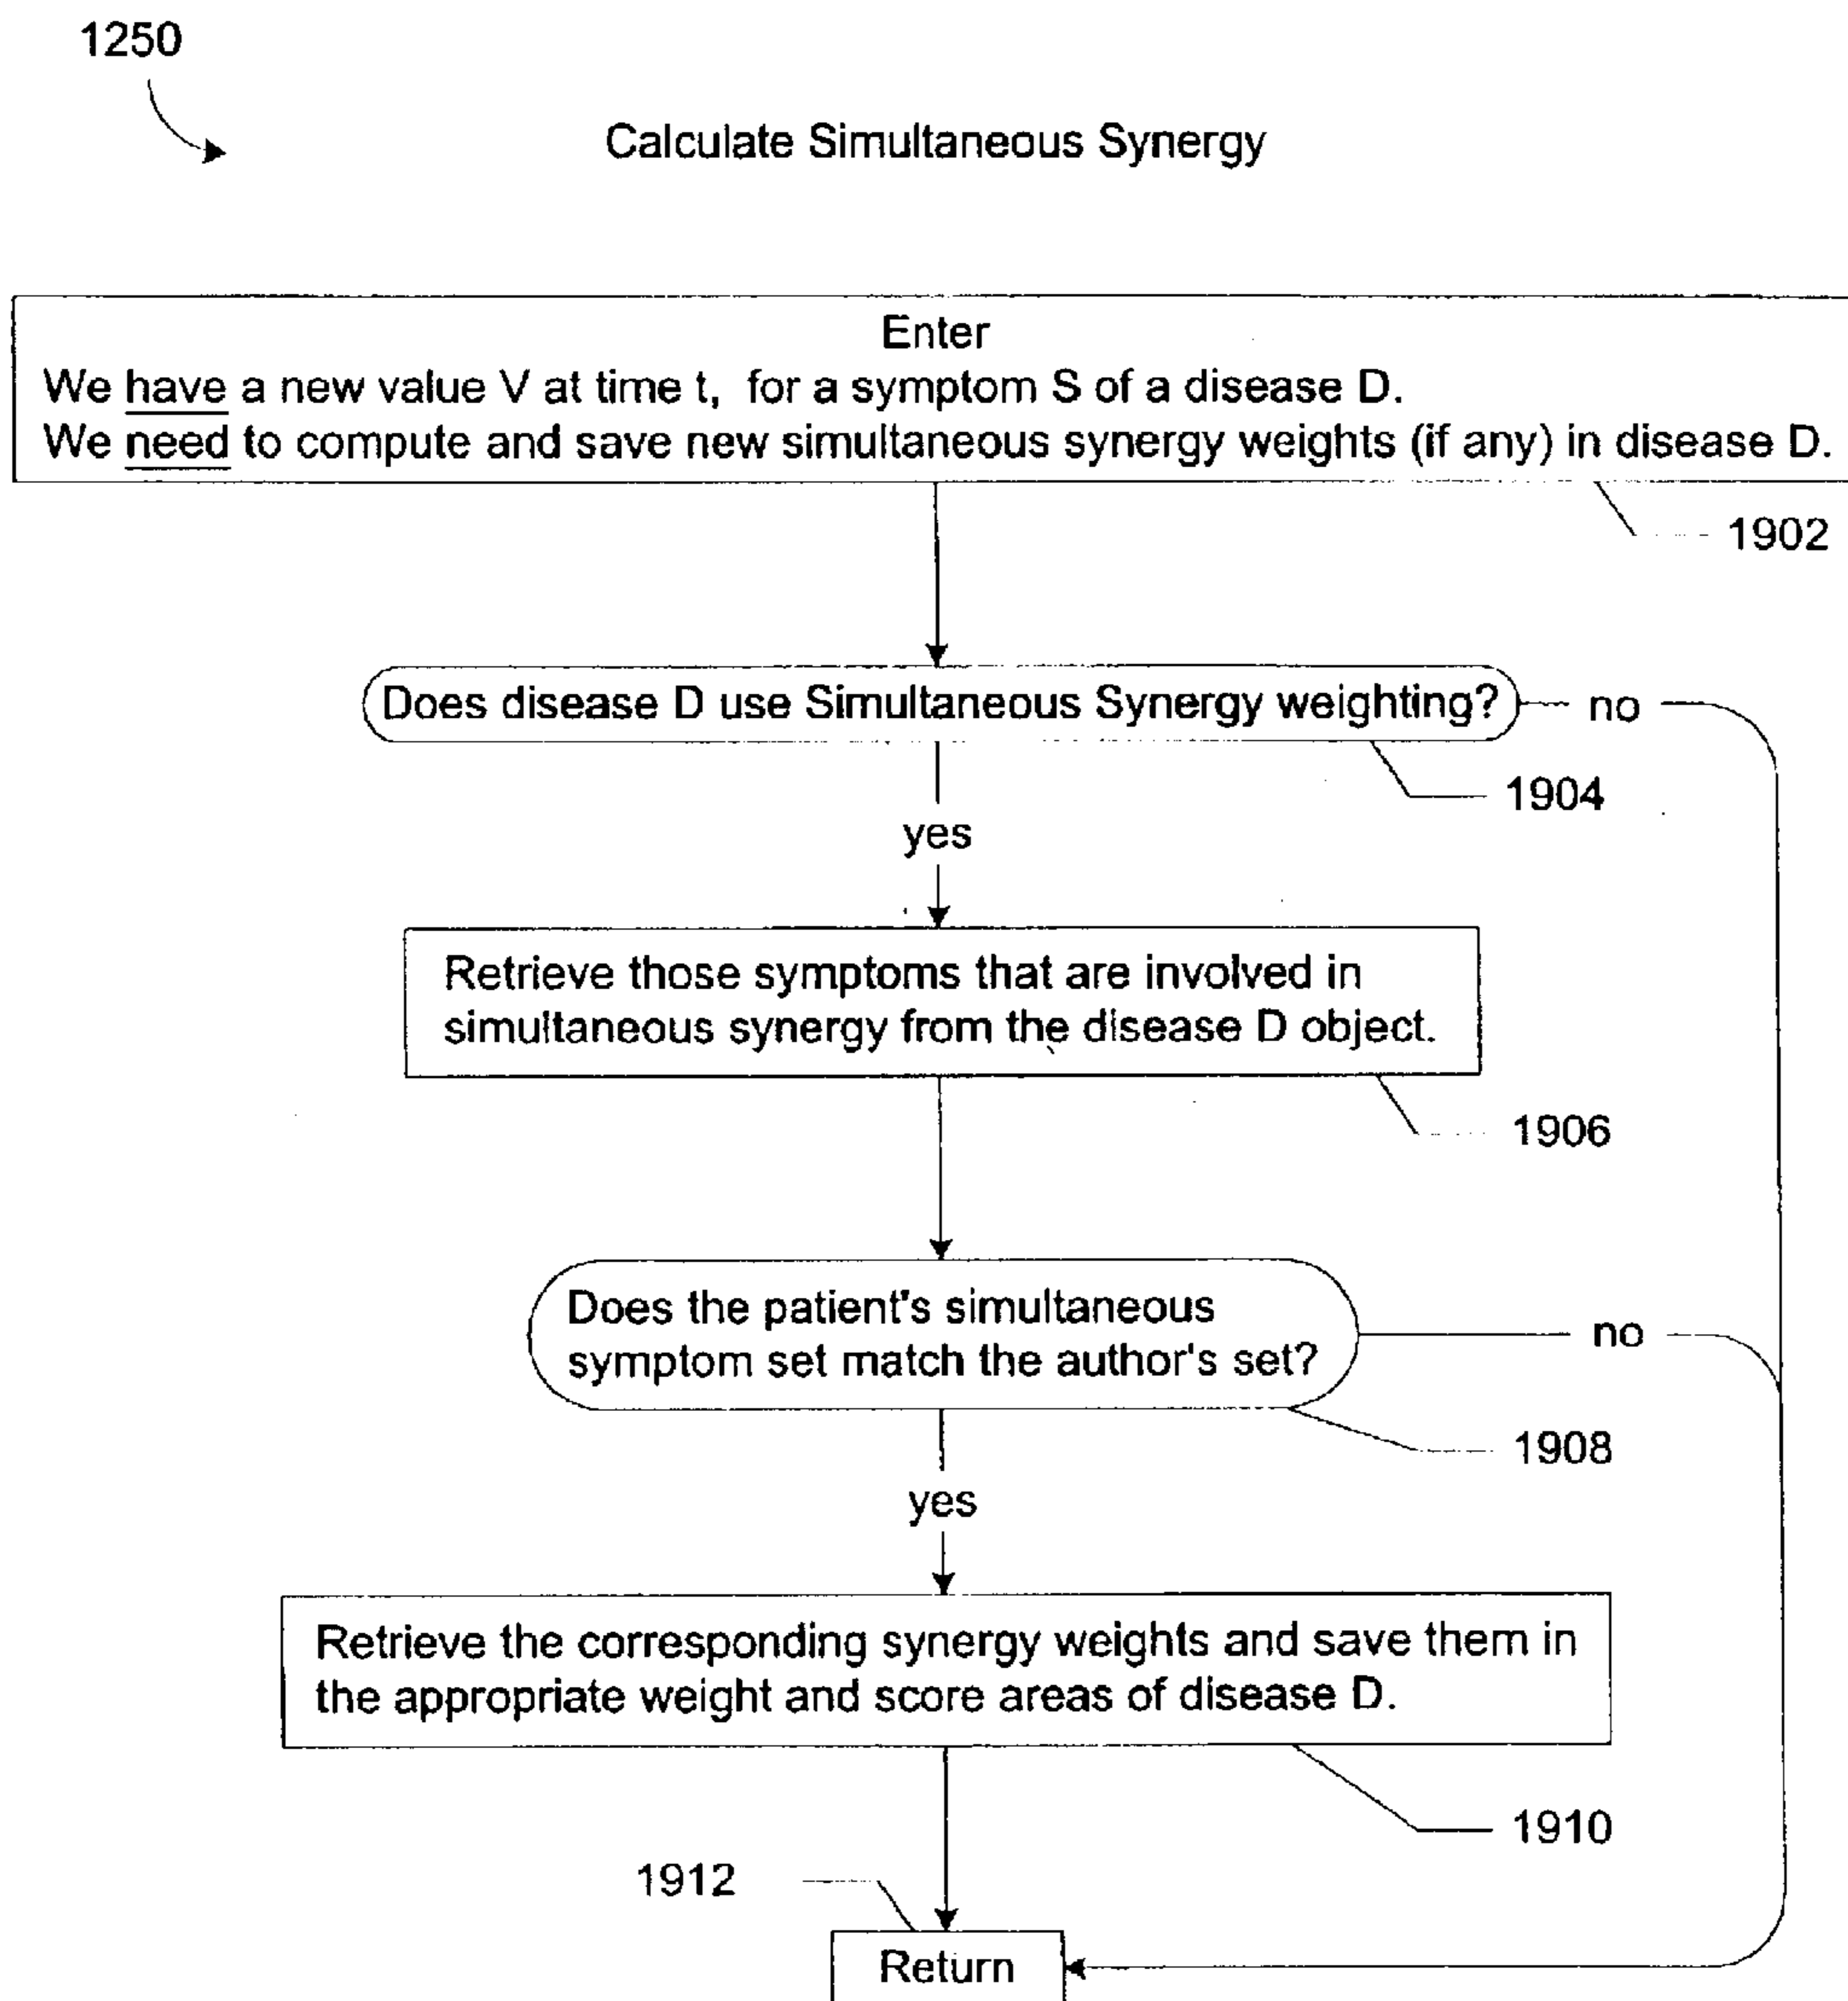 1250
Calculate Simultaneous Synergy
Enter
We have a new value V at time t, for a symptom S of a disease D.
We need to compute and save new simultaneous synergy weights (if any) in disease D.
1902
Does disease D use Simultaneous Synergy weighting?
no
1904
yes
Retrieve those symptoms that are involved in
simultaneous synergy from the disease D object.
1906
Does the patient's simultaneous
symptom set match the author's set?
no
1908
yes
Retrieve the corresponding synergy weights and save them in
the appropriate weight and score areas of disease D.
1910
1912
Return